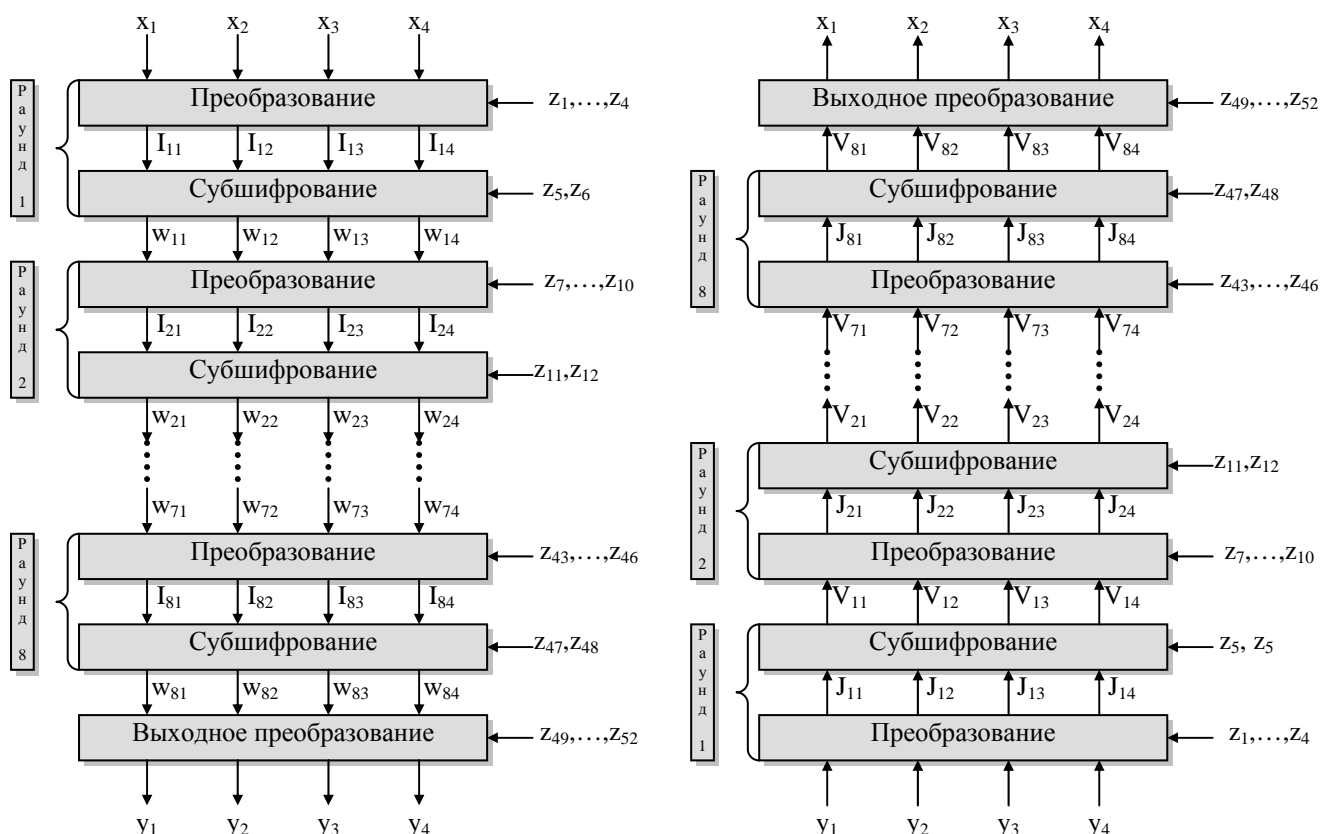 x₁ x₂ x₃ x₄
Раунд 1
Преобразование
z₁,…,z₄
I₁₁ I₁₂ I₁₃ I₁₄
Субшифрование
z₅,z₆
w₁₁ w₁₂ w₁₃ w₁₄
Раунд 2
Преобразование
z₇,…,z₁₀
I₂₁ I₂₂ I₂₃ I₂₄
Субшифрование
z₁₁,z₁₂
w₂₁ w₂₂ w₂₃ w₂₄
w₇₁ w₇₂ w₇₃ w₇₄
Раунд 8
Преобразование
z₄₃,…,z₄₆
I₈₁ I₈₂ I₈₃ I₈₄
Субшифрование
z₄₇,z₄₈
w₈₁ w₈₂ w₈₃ w₈₄
Выходное преобразование
z₄₉,…,z₅₂
y₁ y₂ y₃ y₄
x₁ x₂ x₃ x₄
Выходное преобразование
z₄₉,…,z₅₂
V₈₁ V₈₂ V₈₃ V₈₄
Раунд 8
Субшифрование
z₄₇,z₄₈
J₈₁ J₈₂ J₈₃ J₈₄
Преобразование
z₄₃,…,z₄₆
V₇₁ V₇₂ V₇₃ V₇₄
V₂₁ V₂₂ V₂₃ V₂₄
Раунд 2
Субшифрование
z₁₁,z₁₂
J₂₁ J₂₂ J₂₃ J₂₄
Преобразование
z₇,…,z₁₀
V₁₁ V₁₂ V₁₃ V₁₄
Раунд 1
Субшифрование
z₅, z₅
J₁₁ J₁₂ J₁₃ J₁₄
Преобразование
z₁,…,z₄
y₁ y₂ y₃ y₄